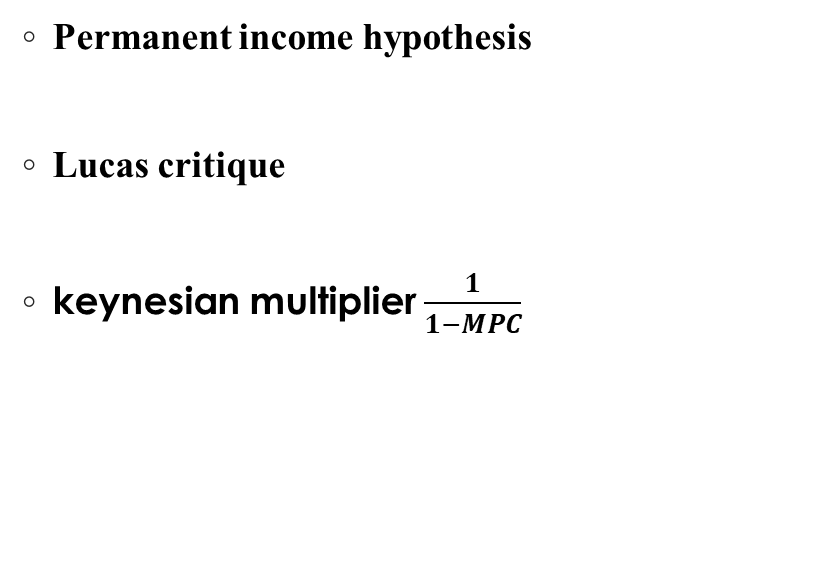 ◦ Permanent income hypothesis
◦ Lucas critique
◦ keynesian multiplier 1/(1−MPC)